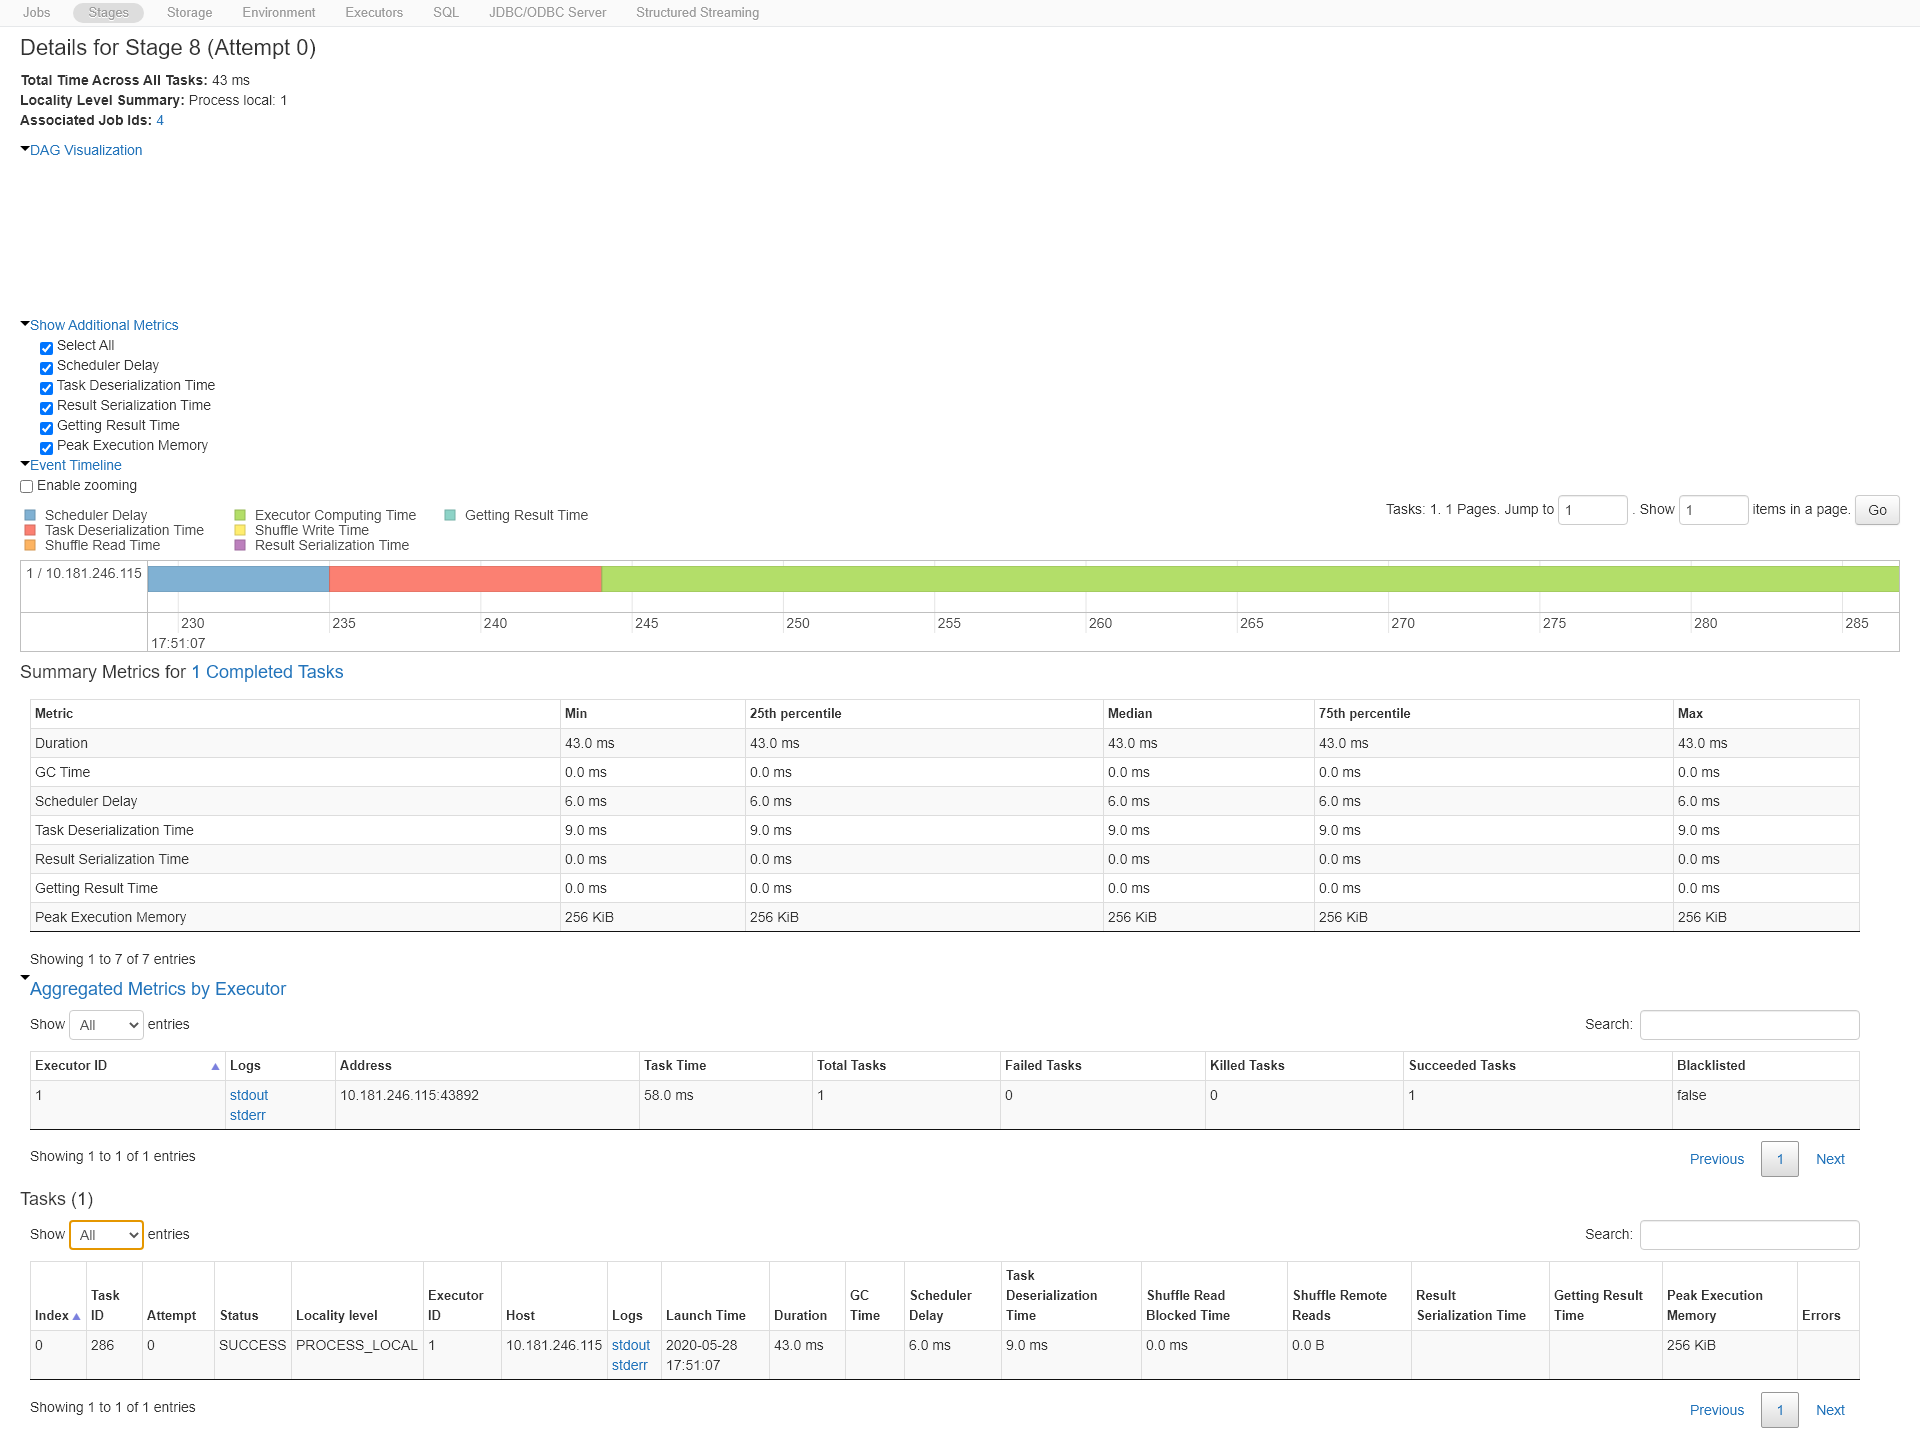 Jobs Stages Storage Environment Executors SQL JDBC/ODBC Server Structured Streaming
Details for Stage 8 (Attempt 0)
Total Time Across All Tasks: 43 ms
Locality Level Summary: Process local: 1
Associated Job Ids: 4
DAG Visualization
Show Additional Metrics
Select All
Scheduler Delay
Task Deserialization Time
Result Serialization Time
Getting Result Time
Peak Execution Memory
Event Timeline
Enable zooming
Tasks: 1. 1 Pages. Jump to 1 . Show 1 items in a page. Go
Scheduler Delay Executor Computing Time Getting Result Time
Task Deserialization Time Shuffle Write Time
Shuffle Read Time Result Serialization Time
1 / 10.181.246.115
230 235 240 245 250 255 260 265 270 275 280 285
17:51:07
Summary Metrics for 1 Completed Tasks
Metric Min 25th percentile Median 75th percentile Max
Duration 43.0 ms 43.0 ms 43.0 ms 43.0 ms 43.0 ms
GC Time 0.0 ms 0.0 ms 0.0 ms 0.0 ms 0.0 ms
Scheduler Delay 6.0 ms 6.0 ms 6.0 ms 6.0 ms 6.0 ms
Task Deserialization Time 9.0 ms 9.0 ms 9.0 ms 9.0 ms 9.0 ms
Result Serialization Time 0.0 ms 0.0 ms 0.0 ms 0.0 ms 0.0 ms
Getting Result Time 0.0 ms 0.0 ms 0.0 ms 0.0 ms 0.0 ms
Peak Execution Memory 256 KiB 256 KiB 256 KiB 256 KiB 256 KiB
Showing 1 to 7 of 7 entries
Aggregated Metrics by Executor
Show All entries Search:
Executor ID Logs Address Task Time Total Tasks Failed Tasks Killed Tasks Succeeded Tasks Blacklisted
1 stdout 10.181.246.115:43892 58.0 ms 1 0 0 1 false
stderr
Showing 1 to 1 of 1 entries Previous 1 Next
Tasks (1)
Show All entries Search:
Task
Task Executor GC Scheduler Deserialization Shuffle Read Shuffle Remote Result Getting Result Peak Execution
Index ID Attempt Status Locality level ID Host Logs Launch Time Duration Time Delay Time Blocked Time Reads Serialization Time Time Memory Errors
0 286 0 SUCCESS PROCESS_LOCAL 1 10.181.246.115 stdout 2020-05-28 43.0 ms 6.0 ms 9.0 ms 0.0 ms 0.0 B 256 KiB
stderr 17:51:07
Showing 1 to 1 of 1 entries Previous 1 Next